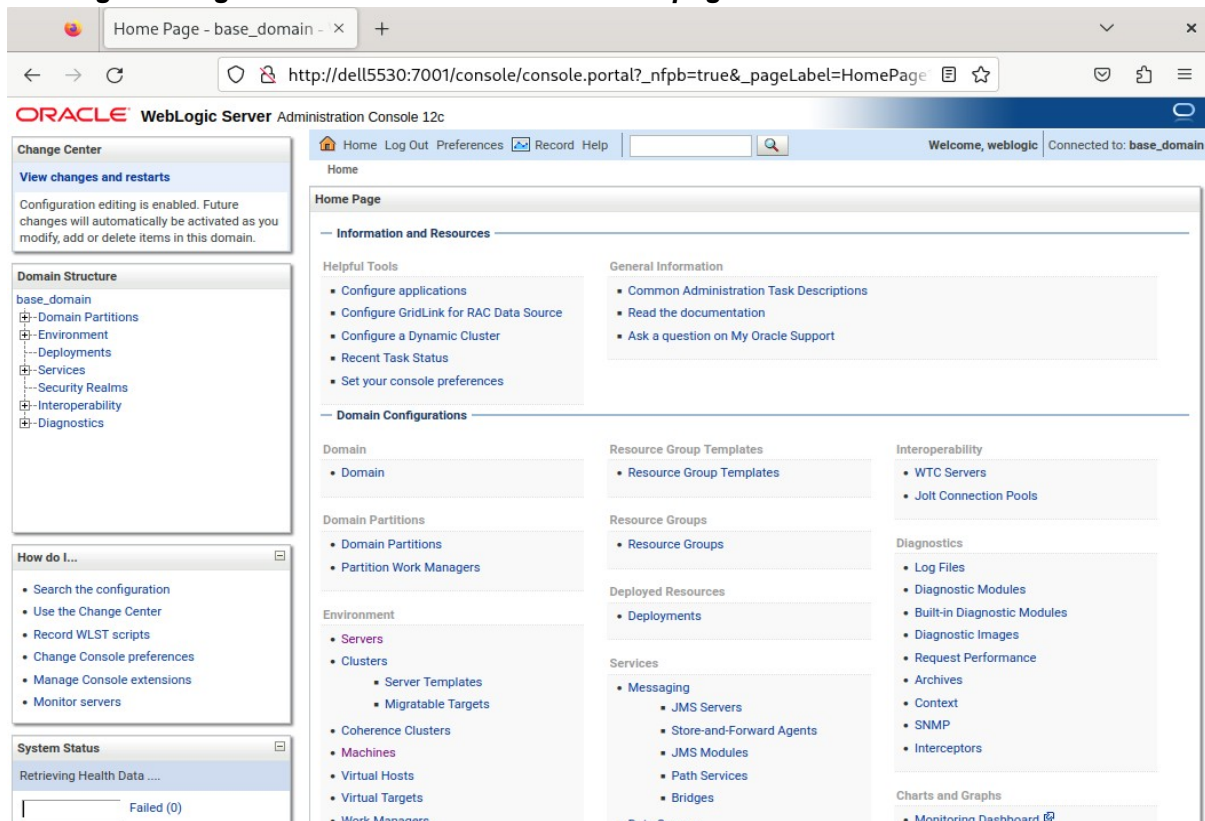 Home Page - base_domain -
http://dell5530:7001/console/console.portal?_nfpb=true&_pageLabel=HomePage
ORACLE WebLogic Server Administration Console 12c
Change Center
View changes and restarts
Configuration editing is enabled. Future
changes will automatically be activated as you
modify, add or delete items in this domain.
Domain Structure
base_domain
Domain Partitions
Environment
Deployments
Services
Security Realms
Interoperability
Diagnostics
How do I...
Search the configuration
Use the Change Center
Record WLST scripts
Change Console preferences
Manage Console extensions
Monitor servers
System Status
Retrieving Health Data ....
Failed (0)
Home Log Out Preferences Record Help
Welcome, weblogic Connected to: base_domain
Home
Home Page
Information and Resources
Helpful Tools
Configure applications
Configure GridLink for RAC Data Source
Configure a Dynamic Cluster
Recent Task Status
Set your console preferences
General Information
Common Administration Task Descriptions
Read the documentation
Ask a question on My Oracle Support
Domain Configurations
Domain
Domain
Domain Partitions
Domain Partitions
Partition Work Managers
Environment
Servers
Clusters
Server Templates
Migratable Targets
Coherence Clusters
Machines
Virtual Hosts
Virtual Targets
Work Managers
Resource Group Templates
Resource Group Templates
Resource Groups
Resource Groups
Deployed Resources
Deployments
Services
Messaging
JMS Servers
Store-and-Forward Agents
JMS Modules
Path Services
Bridges
Interoperability
WTC Servers
Jolt Connection Pools
Diagnostics
Log Files
Diagnostic Modules
Built-in Diagnostic Modules
Diagnostic Images
Request Performance
Archives
Context
SNMP
Interceptors
Charts and Graphs
Monitoring Dashboard